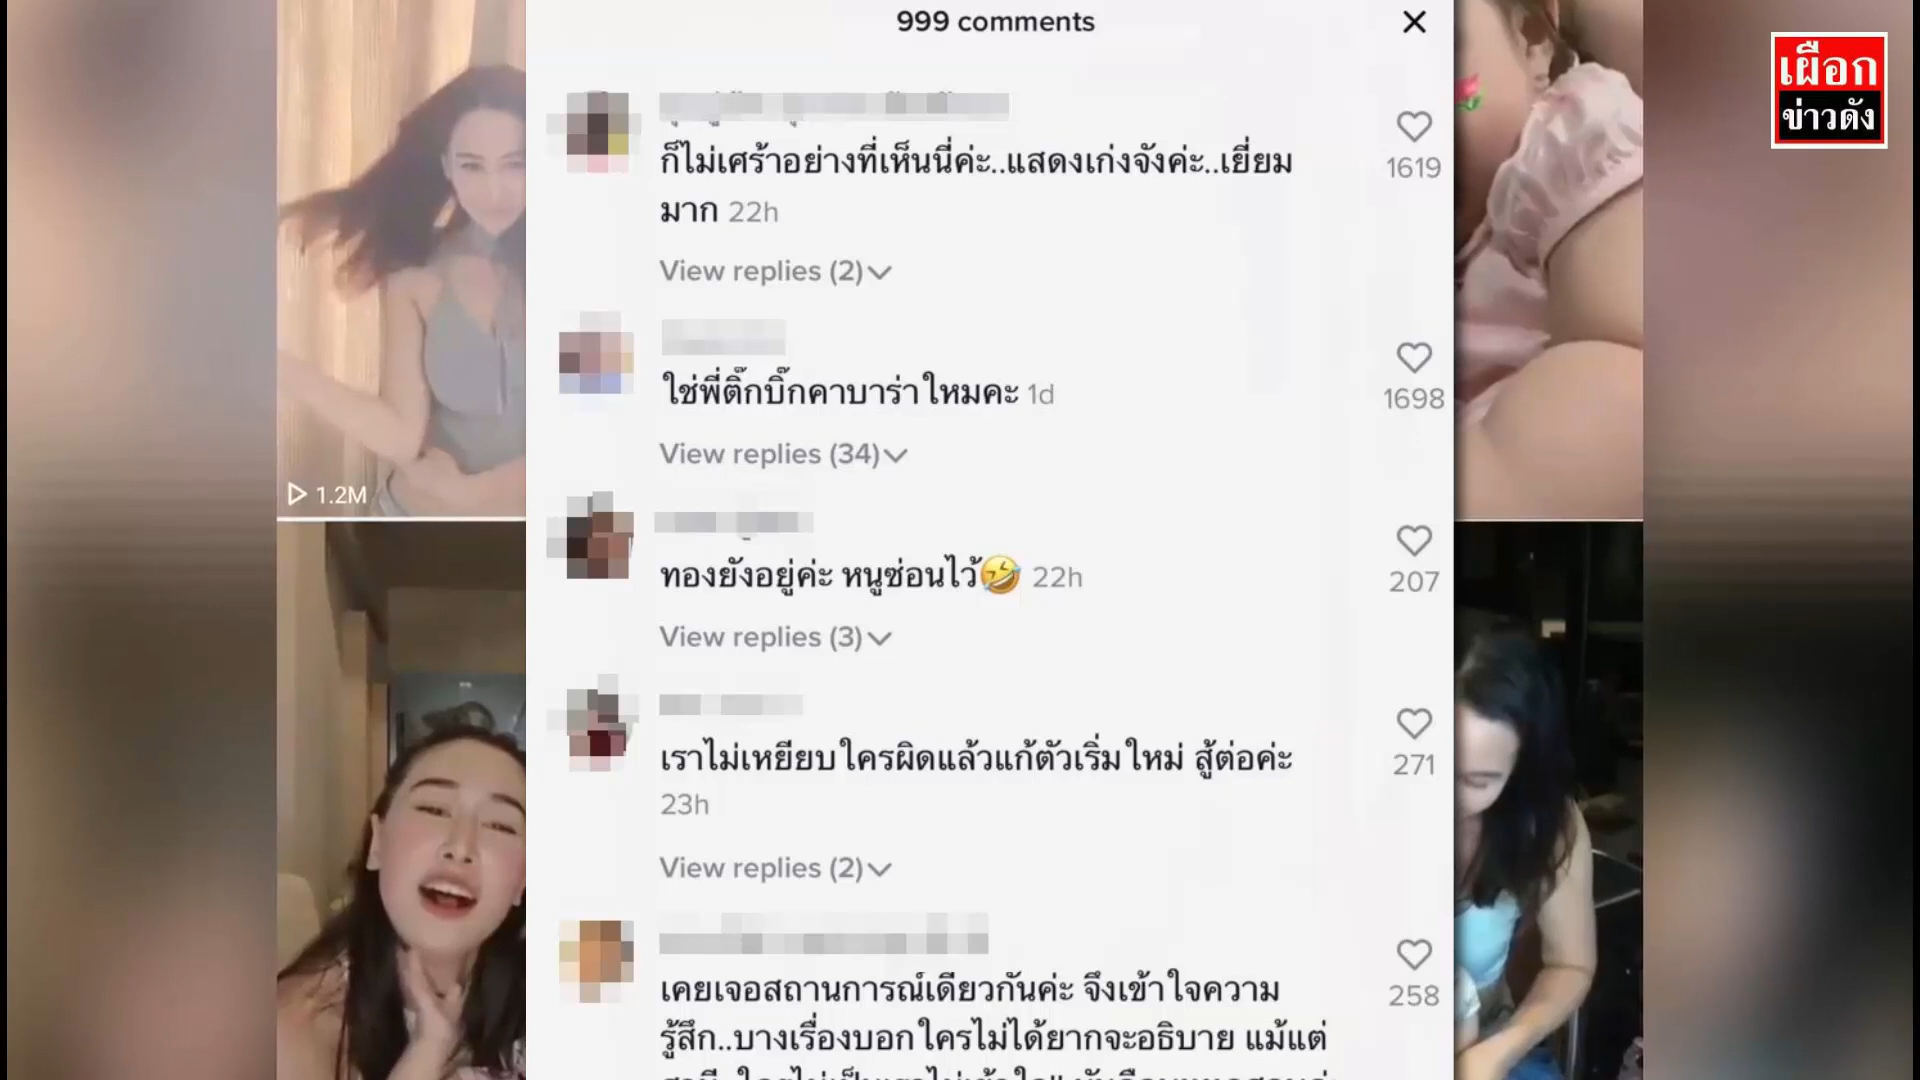 999 comments
เผือก
ข่าวดัง
ก็ไม่เศร้าอย่างที่เห็นนี่ค่ะ..แสดงเก่งจังค่ะ..เยี่ยม
มาก 22h
1619
View replies (2)
ใช่พี่ติ๊กบิ๊กคาบาร่าใหมคะ 1d
1698
View replies (34)
1.2M
ทองยังอยู่ค่ะ หนูซ่อนไว้🤣 22h
207
View replies (3)
เราไม่เหยียบใครผิดแล้วแก้ตัวเริ่มใหม่ สู้ต่อค่ะ
23h
271
View replies (2)
เคยเจอสถานการณ์เดียวกันค่ะ จึงเข้าใจความ
258
รู้สึก..บางเรื่องบอกใครไม่ได้ยากจะอธิบาย แม้แต่